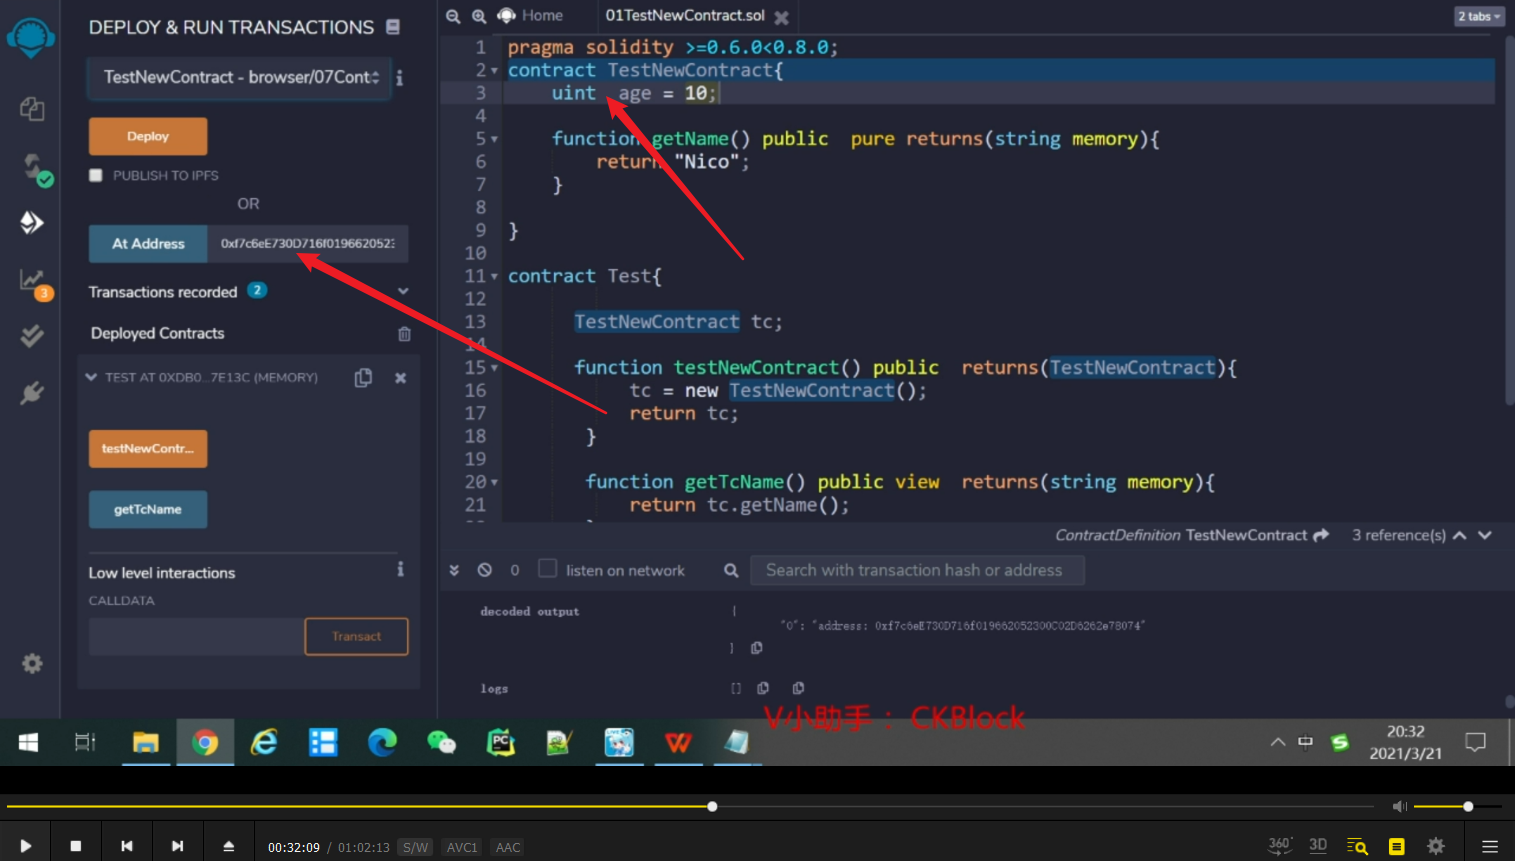 DEPLOY & RUN TRANSACTIONS
TestNewContract - browser/07Cont
Deploy
PUBLISH TO IPFS
OR
At Address
0xf7c6eE730D716f0196620523
Transactions recorded 2
Deployed Contracts
TEST AT 0XDB0...7E13C (MEMORY)
testNewContr...
getTcName
Low level interactions
CALLDATA
Transact
3
Home
01TestNewContract.sol
2 tabs
1 pragma solidity >=0.6.0<0.8.0;
2 contract TestNewContract{
3 uint age = 10;
4
5 function getName() public pure returns(string memory){
6 return "Nico";
7 }
8
9 }
10
11 contract Test{
12
13 TestNewContract tc;
14
15 function testNewContract() public returns(TestNewContract){
16 tc = new TestNewContract();
17 return tc;
18 }
19
20 function getTcName() public view returns(string memory){
21 return tc.getName();
ContractDefinition TestNewContract 3 reference(s)
0 listen on network
Search with transaction hash or address
decoded output
{
"0": "address: 0xf7c6eE730D716f019662052300C02D6262e78074"
}
logs
[]
V小助手： CKBlock
中
20:32
2021/3/21
00:32:09 / 01:02:13 S/W AVC1 AAC
360° 3D